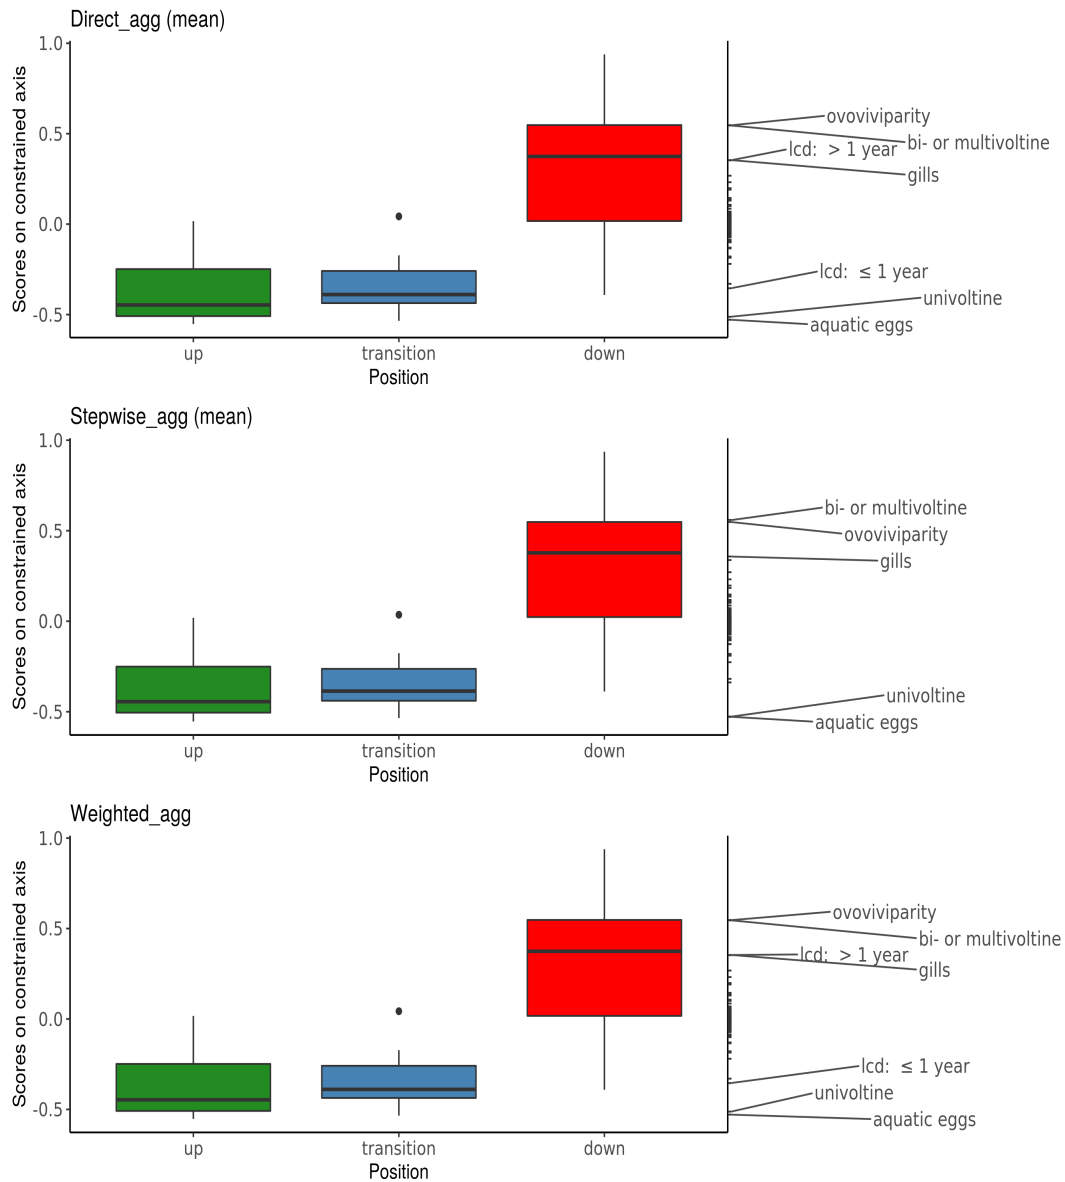 Direct_agg (mean)
Scores on constrained axis
1.0
0.5
0.0
-0.5
up
transition
down
Position
ovoviviparity
bi- or multivoltine
lcd:  > 1 year
gills
lcd:  ≤ 1 year
univoltine
aquatic eggs
Stepwise_agg (mean)
Scores on constrained axis
1.0
0.5
0.0
-0.5
up
transition
down
Position
bi- or multivoltine
ovoviviparity
gills
univoltine
aquatic eggs
Weighted_agg
Scores on constrained axis
1.0
0.5
0.0
-0.5
up
transition
down
Position
ovoviviparity
bi- or multivoltine
lcd:  > 1 year
gills
lcd:  ≤ 1 year
univoltine
aquatic eggs